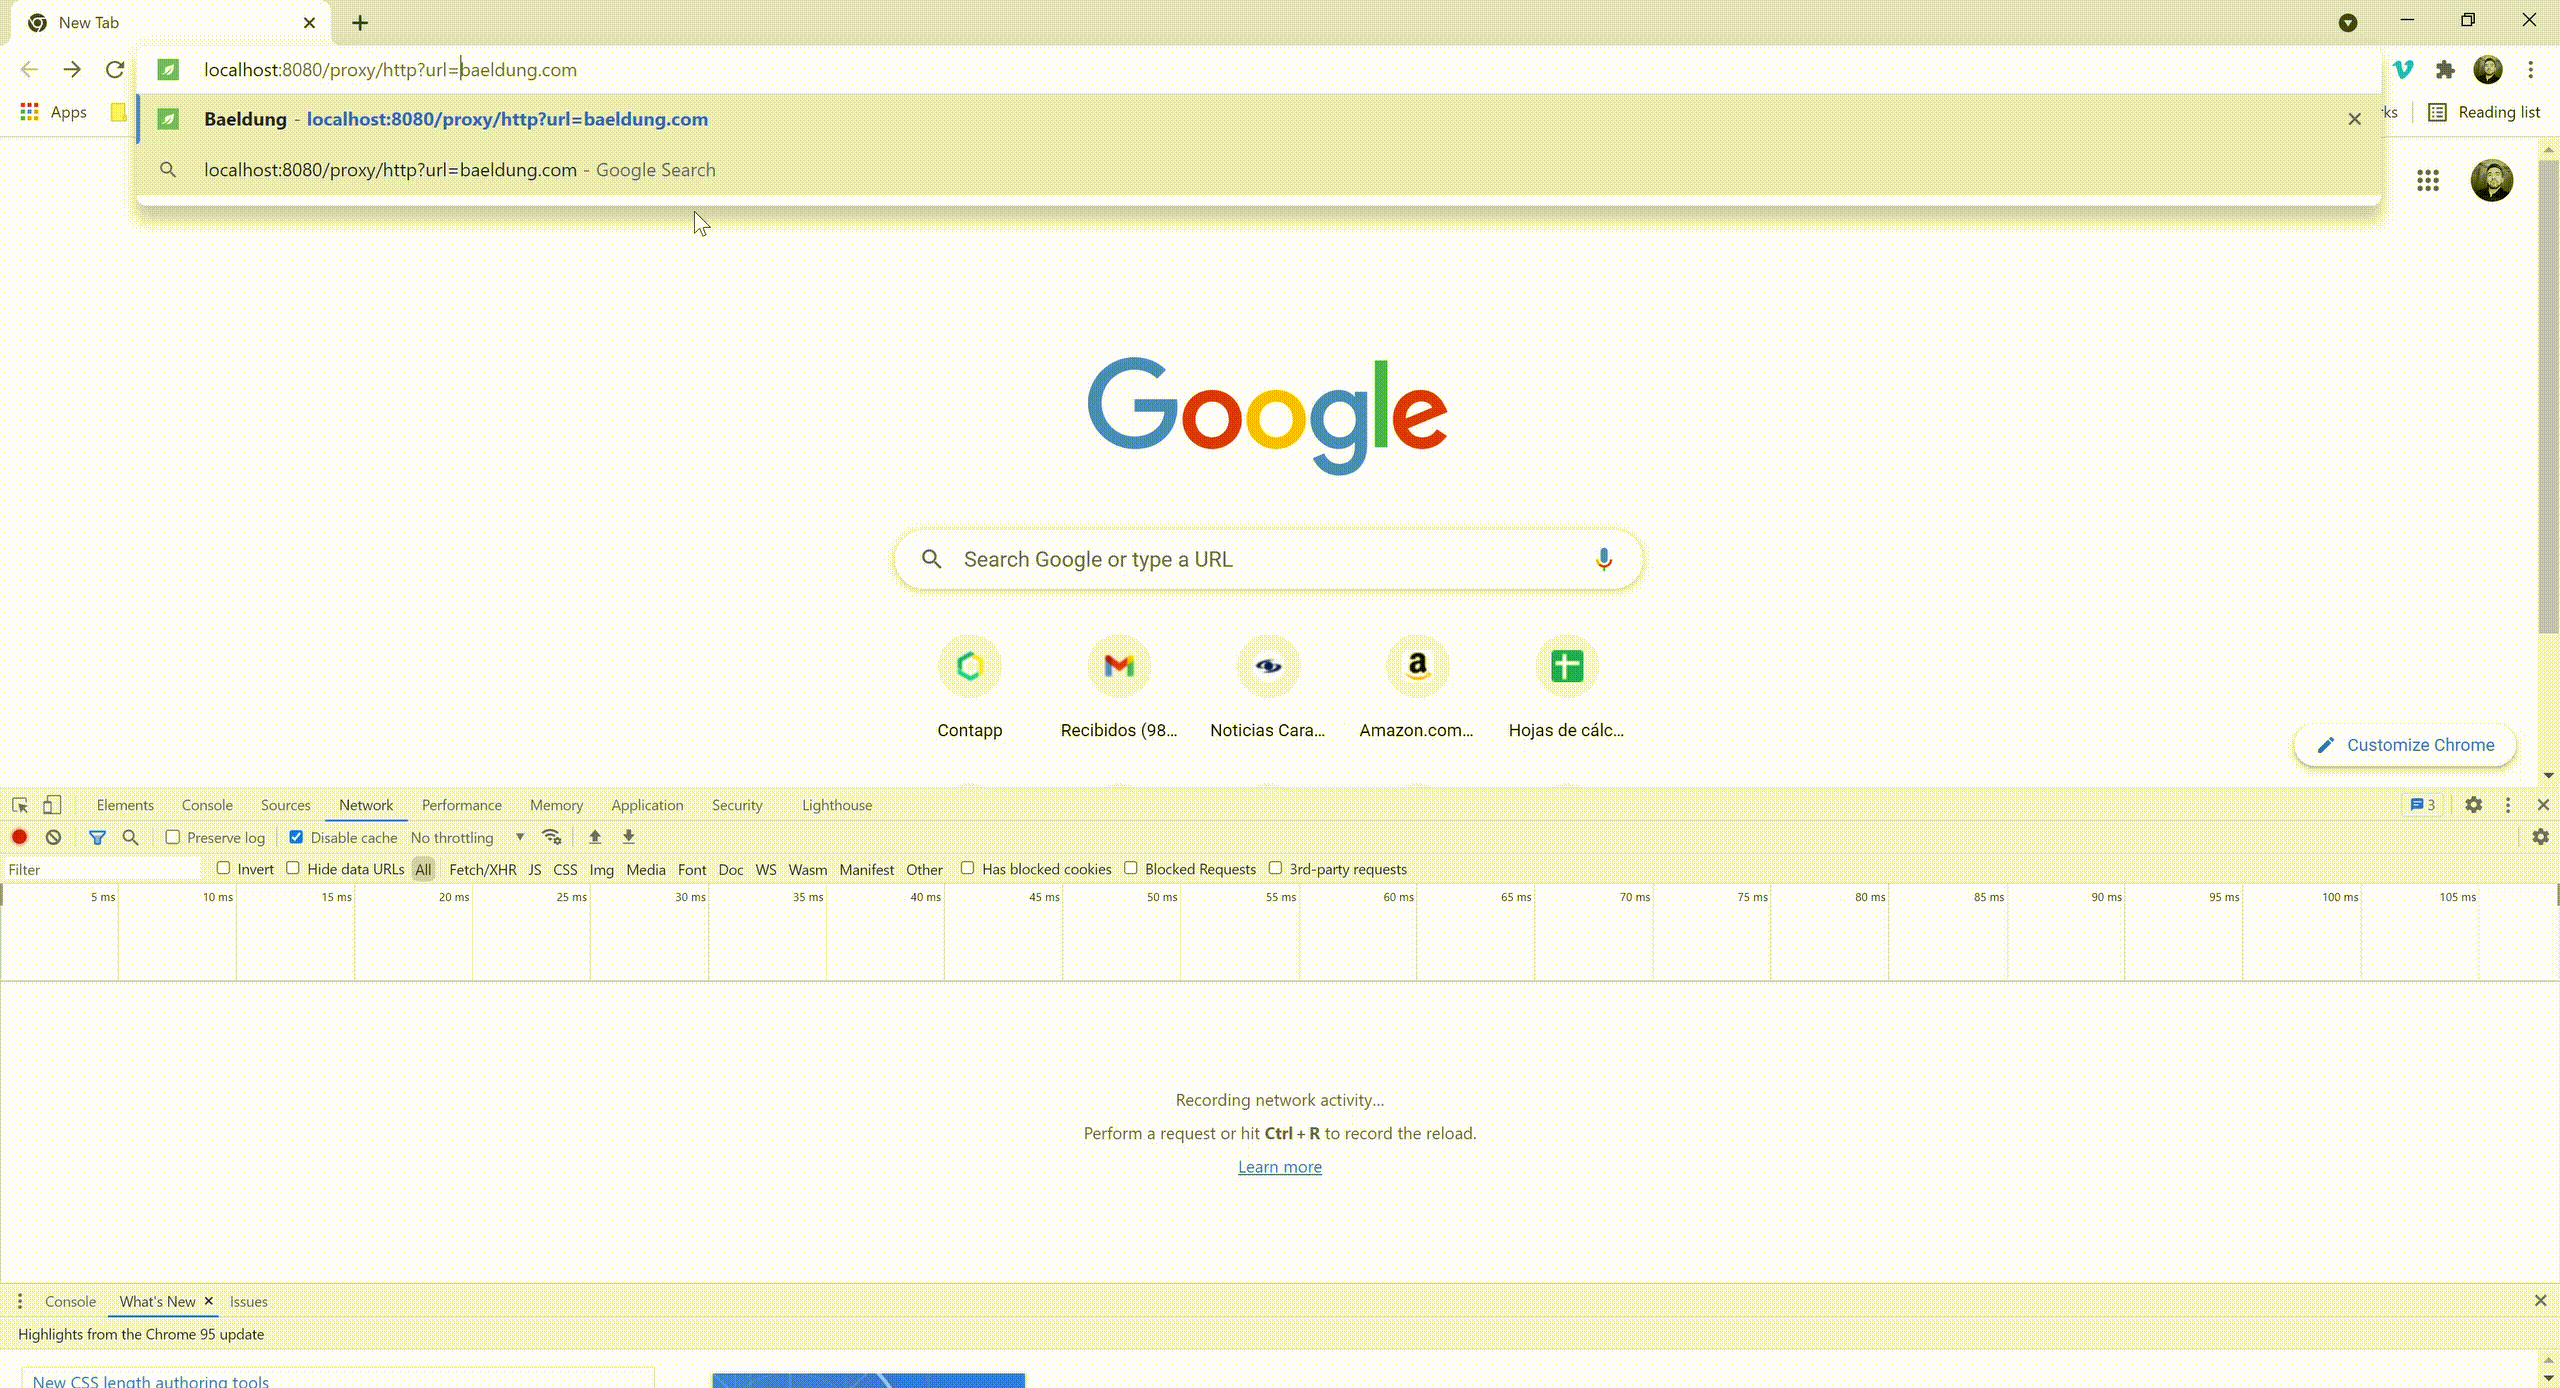 New Tab
localhost:8080/proxy/http?url=baeldung.com
Baeldung - localhost:8080/proxy/http?url=baeldung.com
localhost:8080/proxy/http?url=baeldung.com - Google Search
Apps
Reading list
Google
Search Google or type a URL
Contapp Recibidos (98... Noticias Cara... Amazon.com... Hojas de cálc...
Customize Chrome
Elements Console Sources Network Performance Memory Application Security Lighthouse 3
Preserve log Disable cache No throttling
Filter Invert Hide data URLs All Fetch/XHR JS CSS Img Media Font Doc WS Wasm Manifest Other Has blocked cookies Blocked Requests 3rd-party requests
5 ms 10 ms 15 ms 20 ms 25 ms 30 ms 35 ms 40 ms 45 ms 50 ms 55 ms 60 ms 65 ms 70 ms 75 ms 80 ms 85 ms 90 ms 95 ms 100 ms 105 ms
Recording network activity...
Perform a request or hit Ctrl + R to record the reload.
Learn more
Console What's New Issues
Highlights from the Chrome 95 update
New CSS length authoring tools